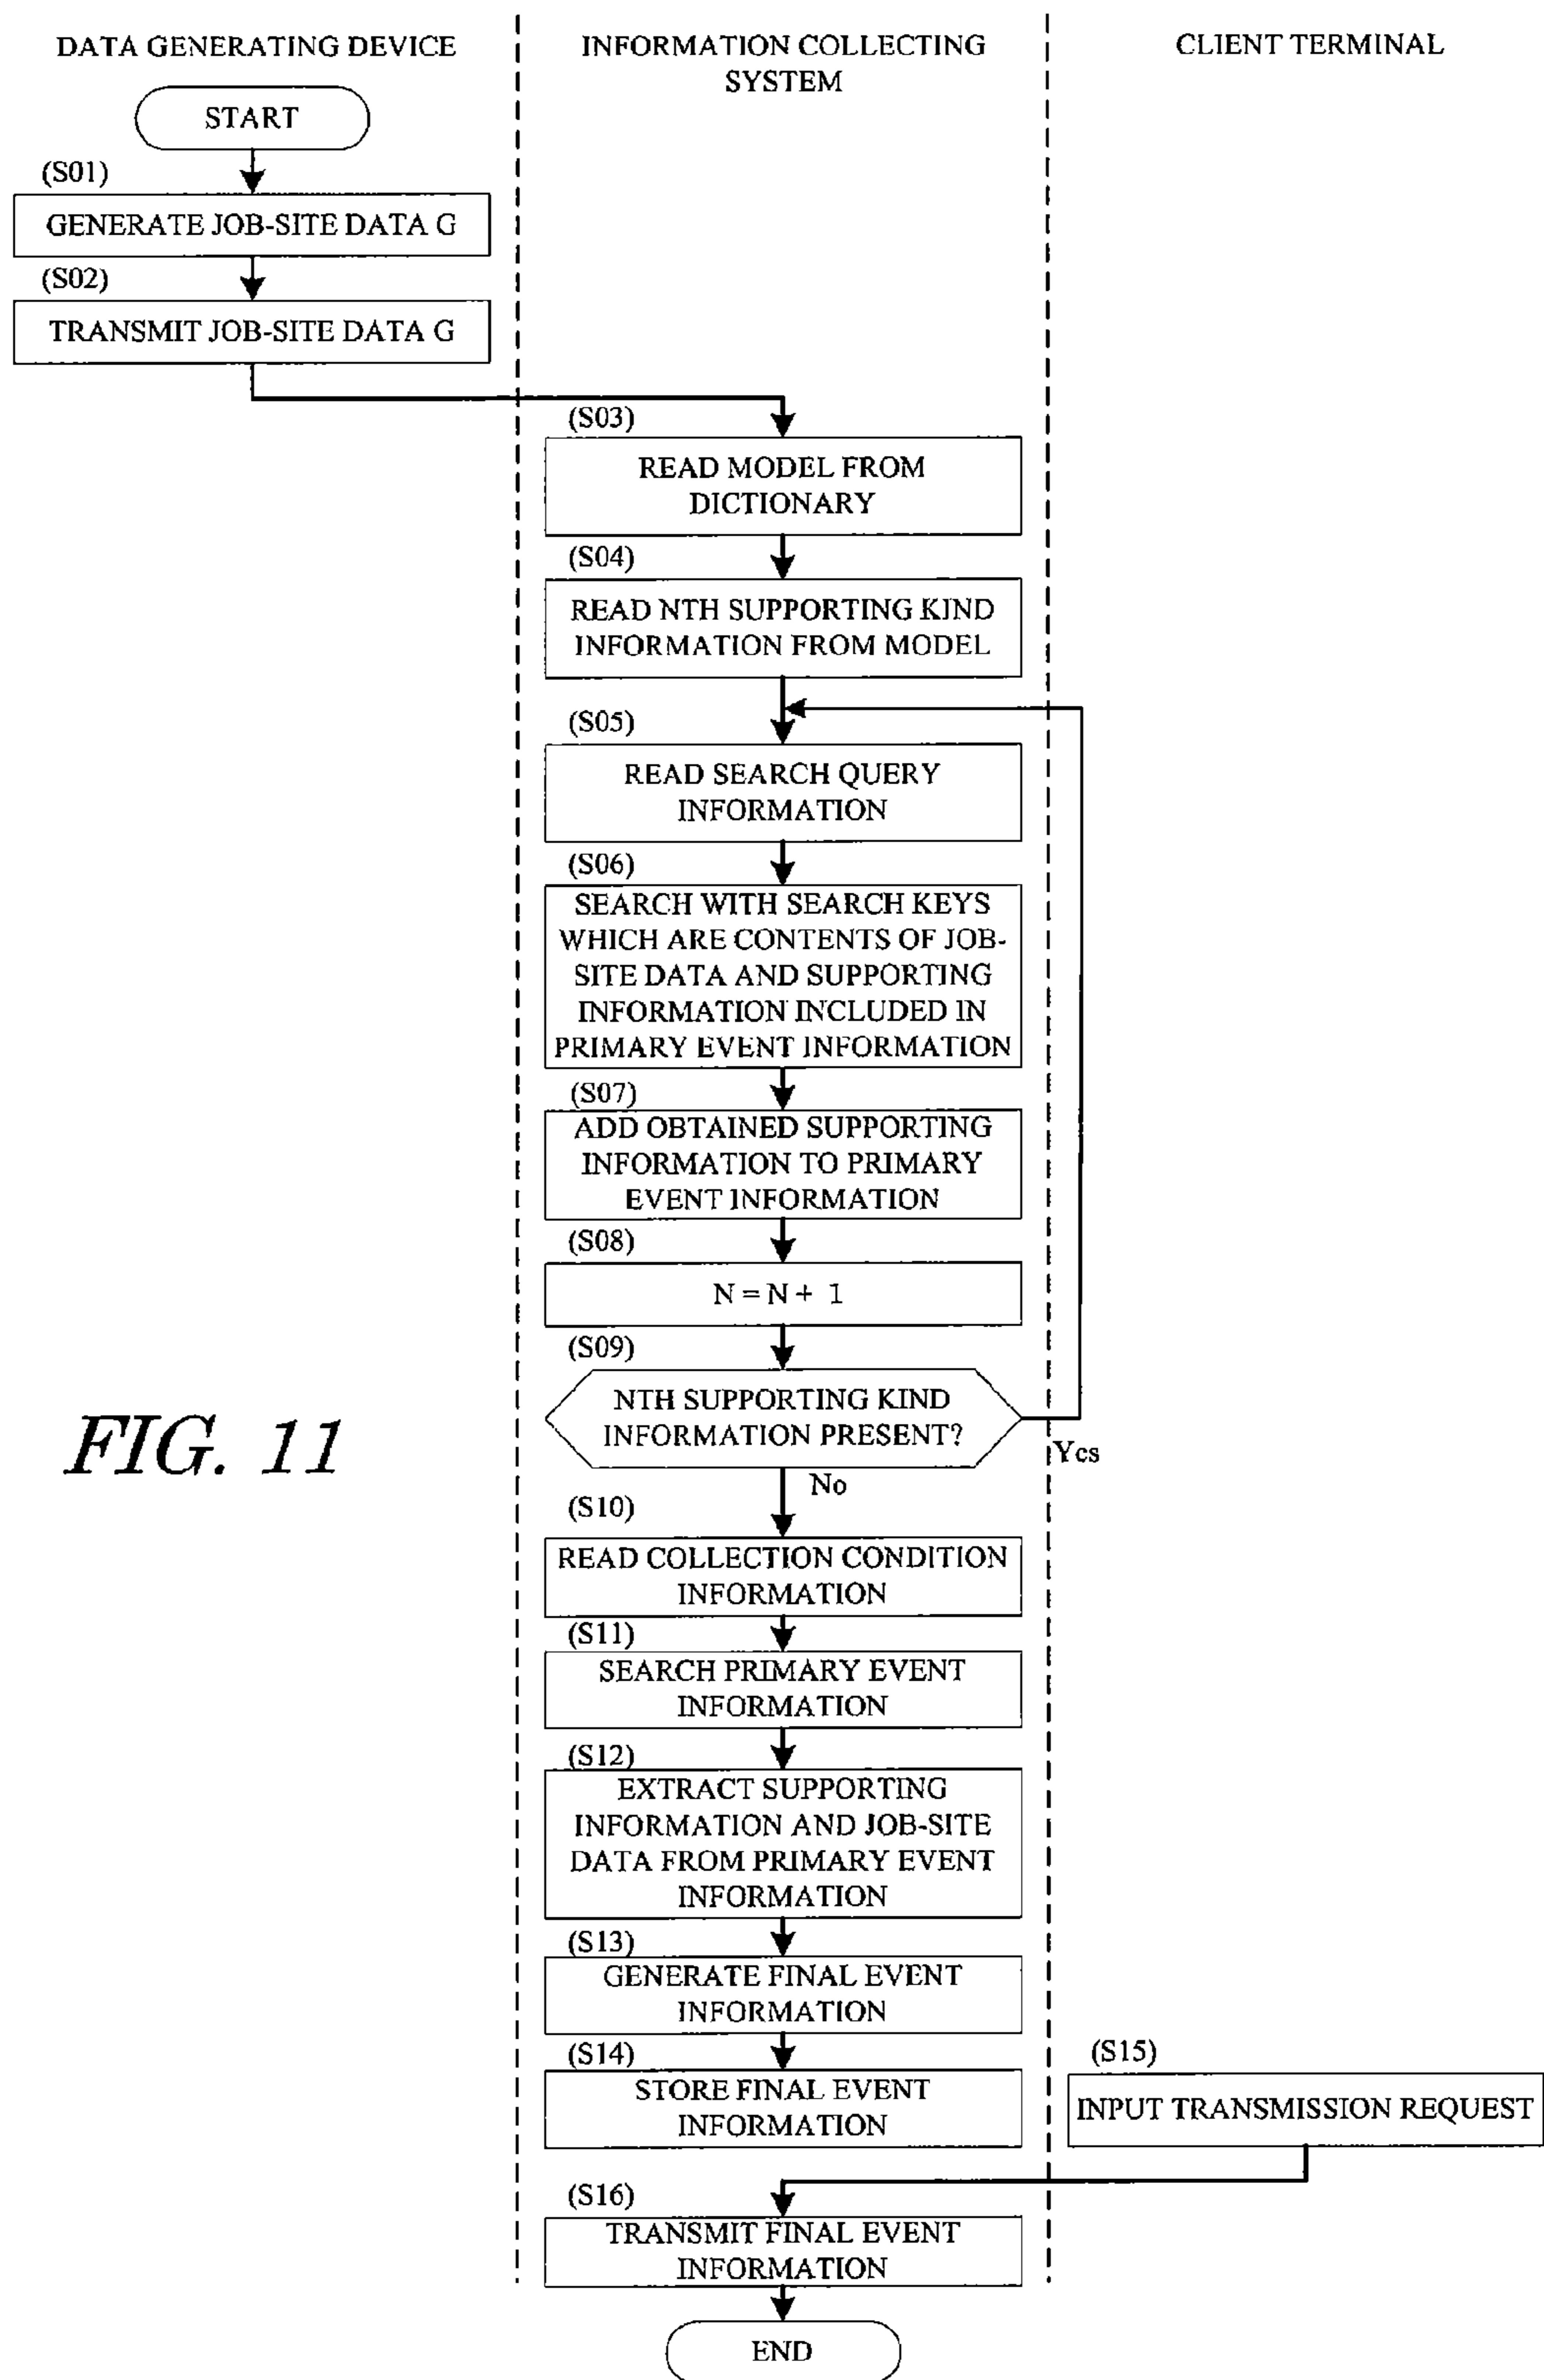 DATA GENERATING DEVICE
INFORMATION COLLECTING
SYSTEM
CLIENT TERMINAL
START
(S01)
GENERATE JOB-SITE DATA G
(S02)
TRANSMIT JOB-SITE DATA G
(S03)
READ MODEL FROM
DICTIONARY
(S04)
READ NTH SUPPORTING KIND
INFORMATION FROM MODEL
(S05)
READ SEARCH QUERY
INFORMATION
(S06)
SEARCH WITH SEARCH KEYS
WHICH ARE CONTENTS OF JOB-
SITE DATA AND SUPPORTING
INFORMATION INCLUDED IN
PRIMARY EVENT INFORMATION
(S07)
ADD OBTAINED SUPPORTING
INFORMATION TO PRIMARY
EVENT INFORMATION
(S08)
N = N + 1
(S09)
NTH SUPPORTING KIND
INFORMATION PRESENT?
Yes
No
FIG. 11
(S10)
READ COLLECTION CONDITION
INFORMATION
(S11)
SEARCH PRIMARY EVENT
INFORMATION
(S12)
EXTRACT SUPPORTING
INFORMATION AND JOB-SITE
DATA FROM PRIMARY EVENT
INFORMATION
(S13)
GENERATE FINAL EVENT
INFORMATION
(S14)
STORE FINAL EVENT
INFORMATION
(S15)
INPUT TRANSMISSION REQUEST
(S16)
TRANSMIT FINAL EVENT
INFORMATION
END